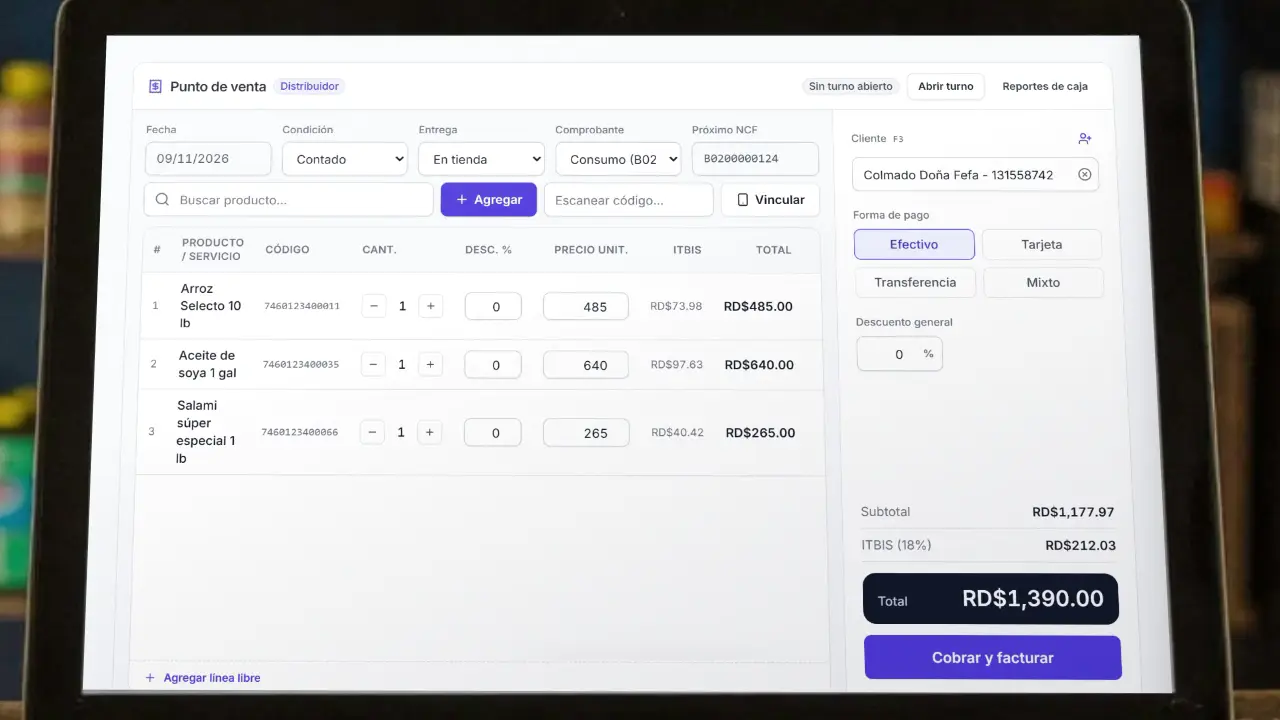 Punto de venta Distribuidor Sin turno abierto Abrir turno Reportes de caja
Fecha Condición Entrega Comprobante Próximo NCF
09/11/2026 Contado En tienda Consumo (B02 B0200000124
Buscar producto... + Agregar Escanear código... Vincular
# PRODUCTO / SERVICIO CÓDIGO CANT. DESC. % PRECIO UNIT. ITBIS TOTAL
1 Arroz Selecto 10 lb 7460123400011 − 1 + 0 485 RD$73.98 RD$485.00
2 Aceite de soya 1 gal 7460123400035 − 1 + 0 640 RD$97.63 RD$640.00
3 Salami súper especial 1 lb 7460123400066 − 1 + 0 265 RD$40.42 RD$265.00
+ Agregar línea libre
Cliente F3
Colmado Doña Fefa - 131558742
Forma de pago
Efectivo Tarjeta
Transferencia Mixto
Descuento general
0 %
Subtotal RD$1,177.97
ITBIS (18%) RD$212.03
Total RD$1,390.00
Cobrar y facturar